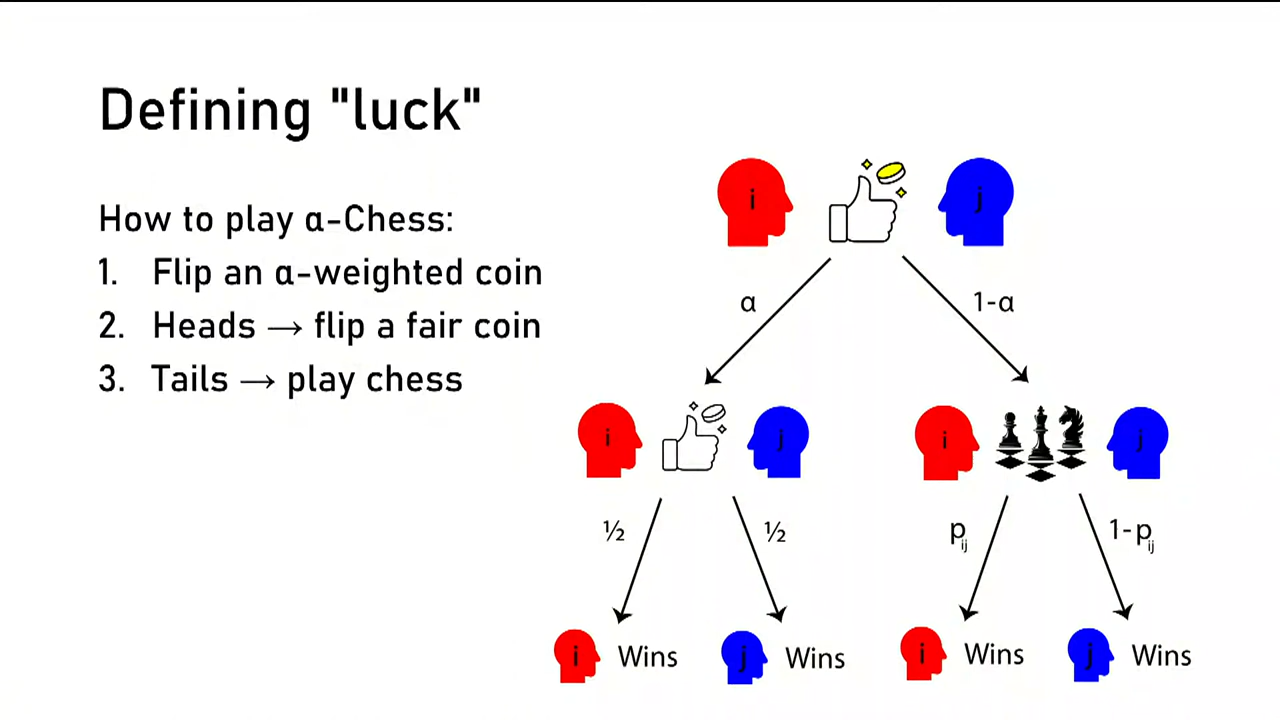 Defining "luck"
How to play α-Chess:
1. Flip an α-weighted coin
2. Heads → flip a fair coin
3. Tails → play chess
i
j
α
1-α
i
j
i
j
½
½
p_ij
1-p_ij
i Wins
j Wins
i Wins
j Wins